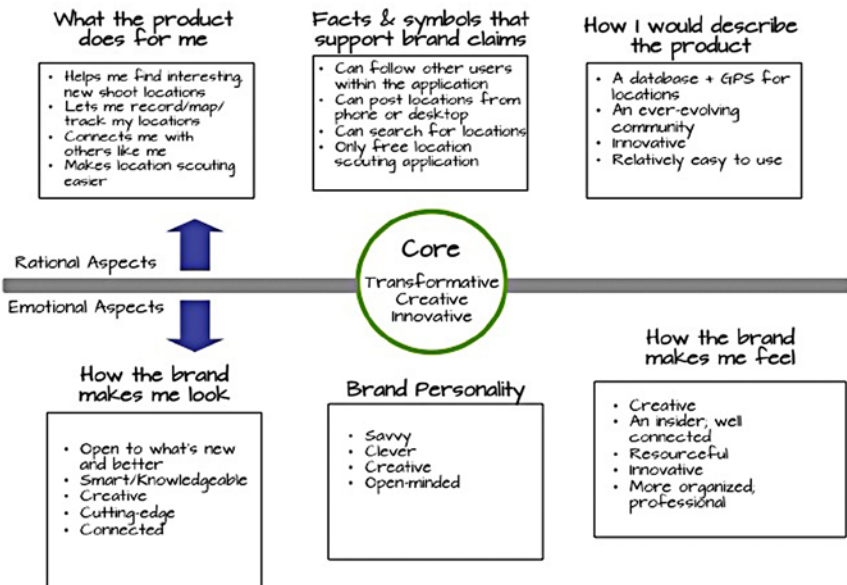 What the product
does for me
• Helps me find interesting,
new shoot locations
• Lets me record/map/
track my locations
• Connects me with
others like me
• Makes location scouting
easier
Facts & symbols that
support brand claims
• Can follow other users
within the application
• Can post locations from
phone or desktop
• Can search for locations
• Only free location
scouting application
How I would describe
the product
• A database + GPS for
locations
• An ever-evolving
community
• Innovative
• Relatively easy to use
Rational Aspects
Emotional Aspects
Core
Transformative
Creative
Innovative
How the brand
makes me look
• Open to what's new
and better
• Smart/Knowledgeable
• Creative
• Cutting-edge
• Connected
Brand Personality
• Savvy
• Clever
• Creative
• Open-minded
How the brand
makes me feel
• Creative
• An insider; well
connected
• Resourceful
• Innovative
• More organized,
professional